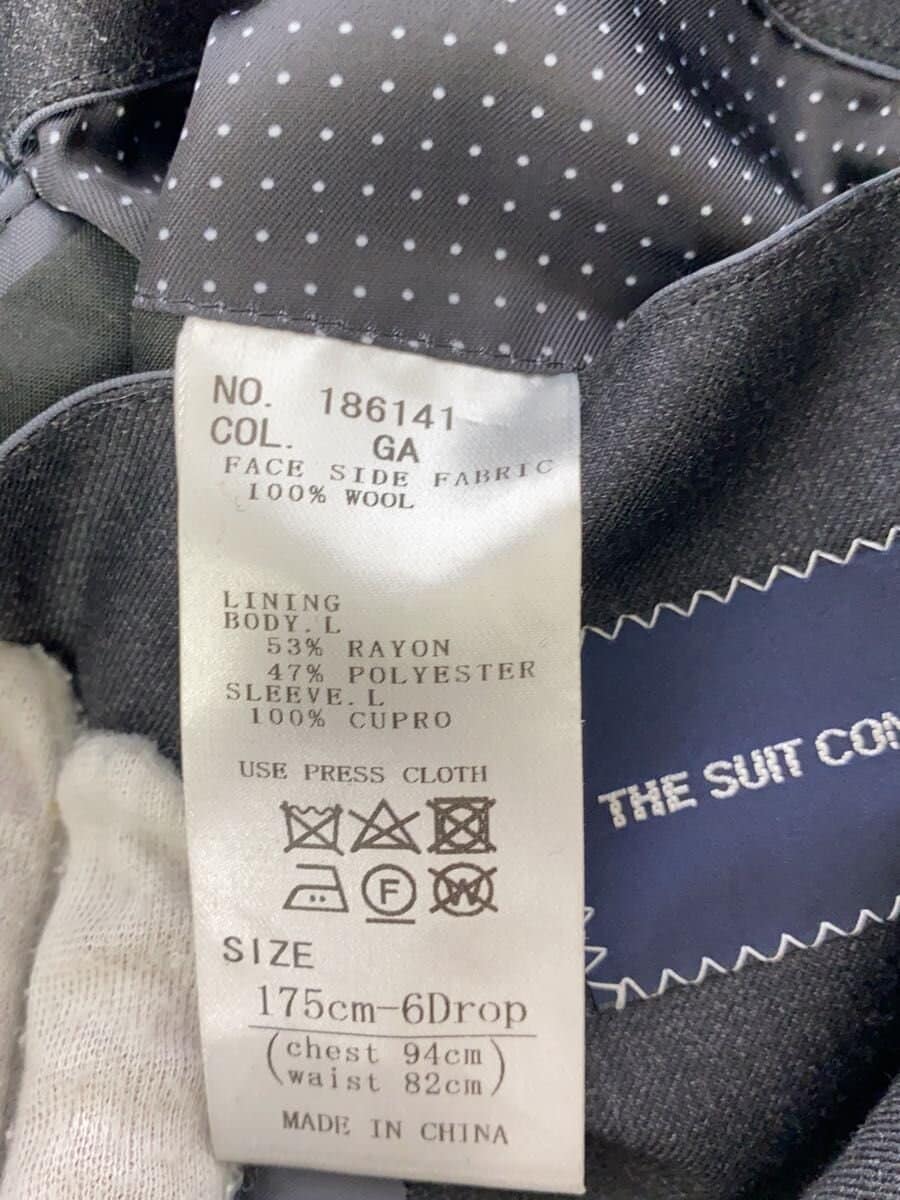 NO. 186141
COL. GA
FACE SIDE FABRIC
100% WOOL
LINING
BODY. L
53% RAYON
47% POLYESTER
SLEEVE. L
100% CUPRO
USE PRESS CLOTH
F W
SIZE
175cm-6Drop
(chest 94cm
waist 82cm)
MADE IN CHINA
THE SUIT